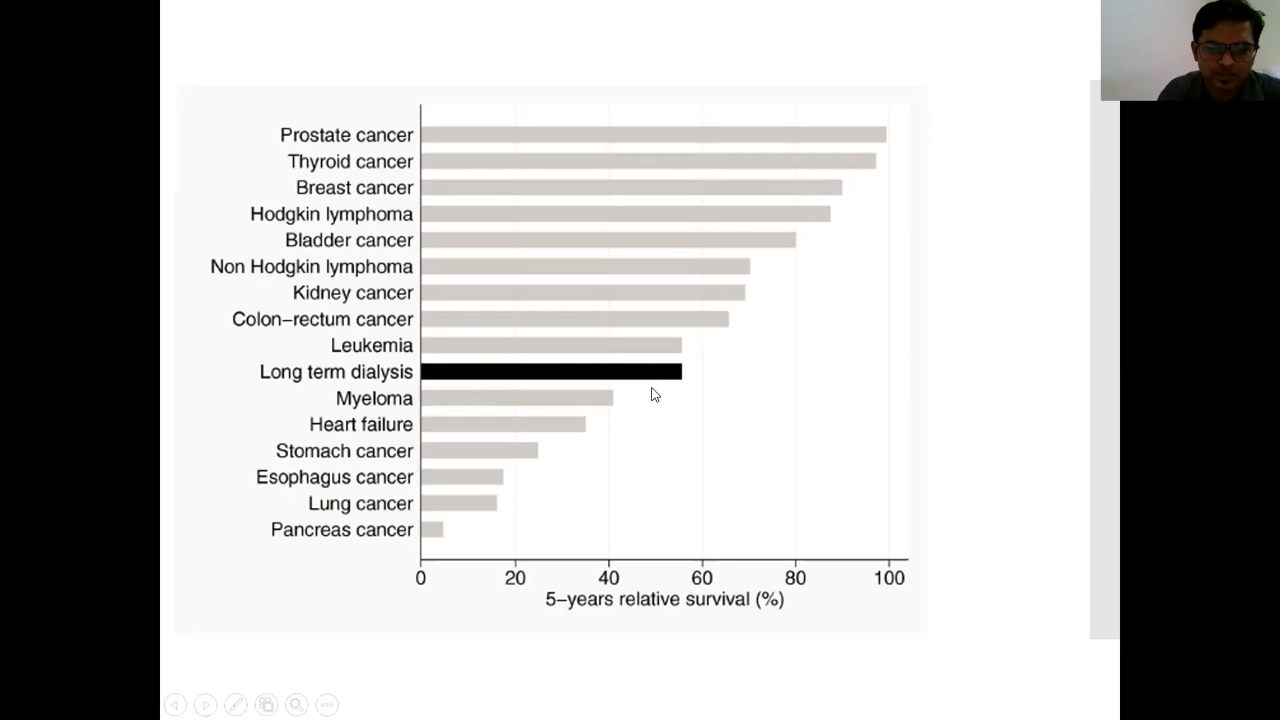 Prostate cancer
Thyroid cancer
Breast cancer
Hodgkin lymphoma
Bladder cancer
Non Hodgkin lymphoma
Kidney cancer
Colon–rectum cancer
Leukemia
Long term dialysis
Myeloma
Heart failure
Stomach cancer
Esophagus cancer
Lung cancer
Pancreas cancer
0 20 40 60 80 100
5–years relative survival (%)